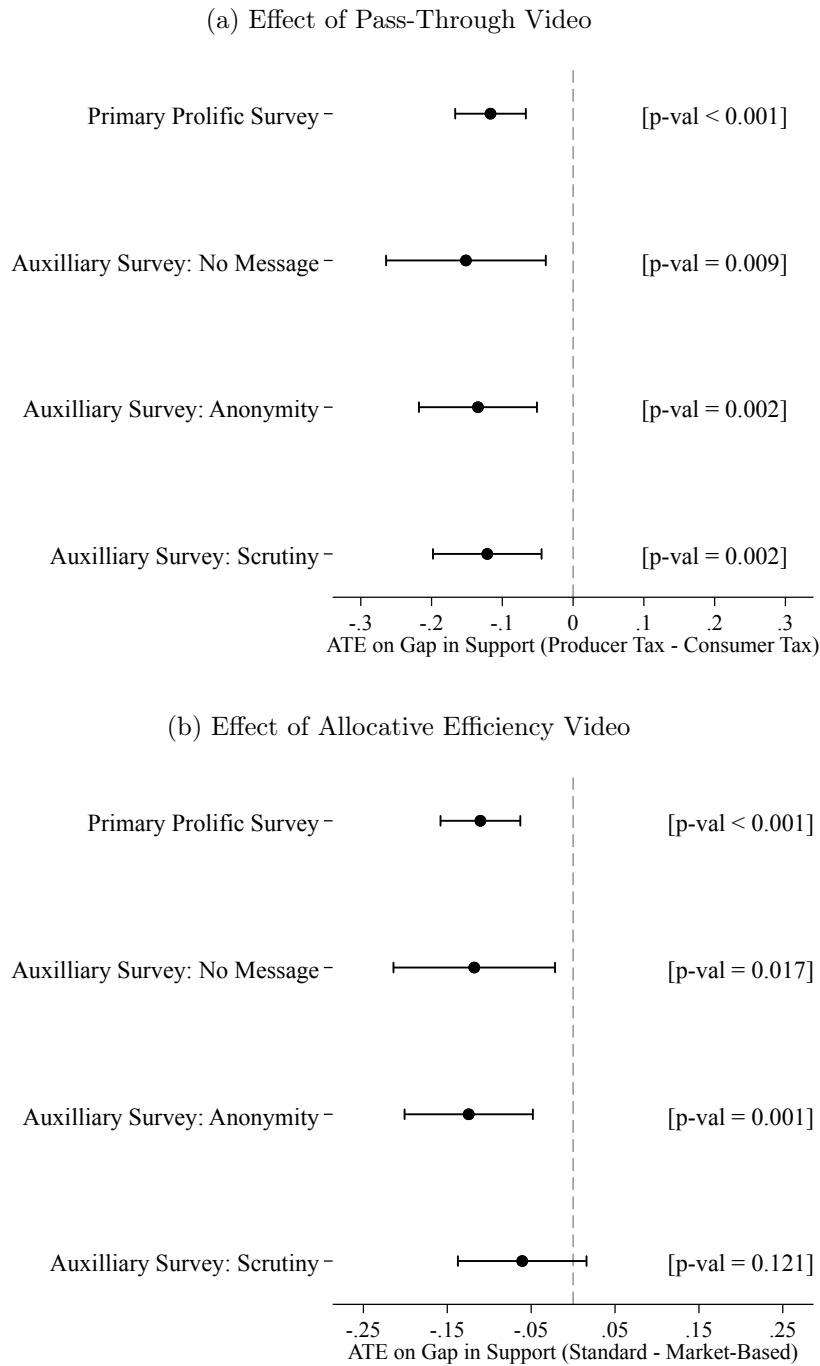 (a) Effect of Pass-Through Video
Primary Prolific Survey [p-val < 0.001]
Auxilliary Survey: No Message [p-val = 0.009]
Auxilliary Survey: Anonymity [p-val = 0.002]
Auxilliary Survey: Scrutiny [p-val = 0.002]
-.3 -.2 -.1 0 .1 .2 .3
ATE on Gap in Support (Producer Tax - Consumer Tax)
(b) Effect of Allocative Efficiency Video
Primary Prolific Survey [p-val < 0.001]
Auxilliary Survey: No Message [p-val = 0.017]
Auxilliary Survey: Anonymity [p-val = 0.001]
Auxilliary Survey: Scrutiny [p-val = 0.121]
-.25 -.15 -.05 .05 .15 .25
ATE on Gap in Support (Standard - Market-Based)